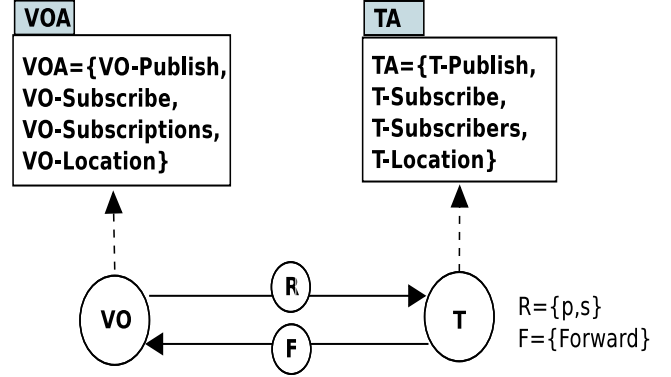 VOA
VOA={VO-Publish,
VO-Subscribe,
VO-Subscriptions,
VO-Location}
TA
TA={T-Publish,
T-Subscribe,
T-Subscribers,
T-Location}
R
VO
T
F
R={p,s}
F={Forward}